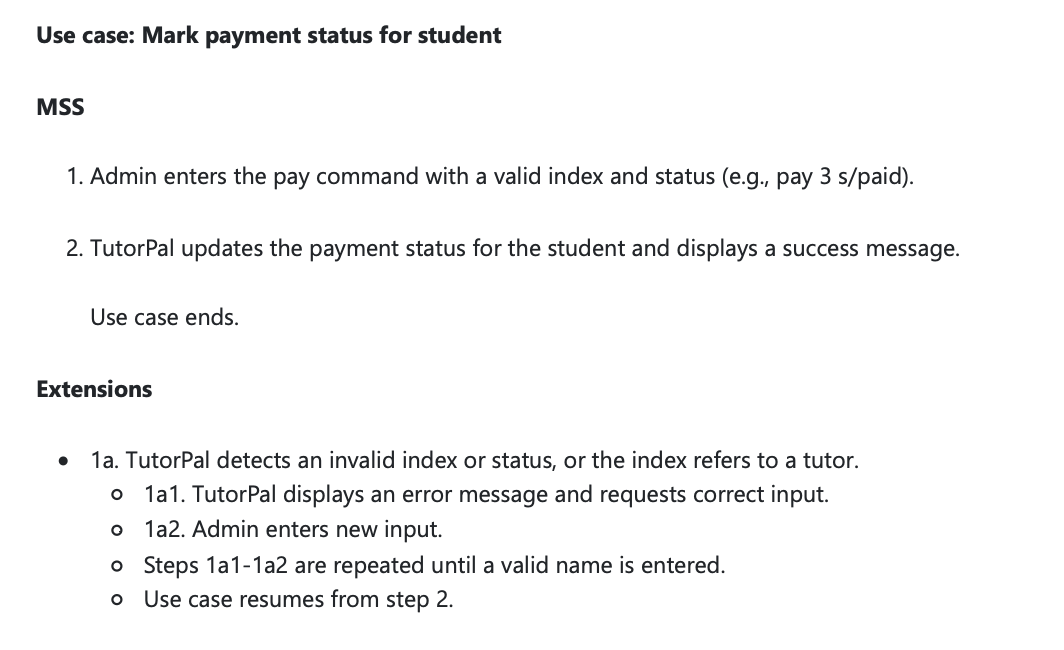 Use case: Mark payment status for student
MSS
1. Admin enters the pay command with a valid index and status (e.g., pay 3 s/paid).
2. TutorPal updates the payment status for the student and displays a success message.
Use case ends.
Extensions
• 1a. TutorPal detects an invalid index or status, or the index refers to a tutor.
○ 1a1. TutorPal displays an error message and requests correct input.
○ 1a2. Admin enters new input.
○ Steps 1a1-1a2 are repeated until a valid name is entered.
○ Use case resumes from step 2.